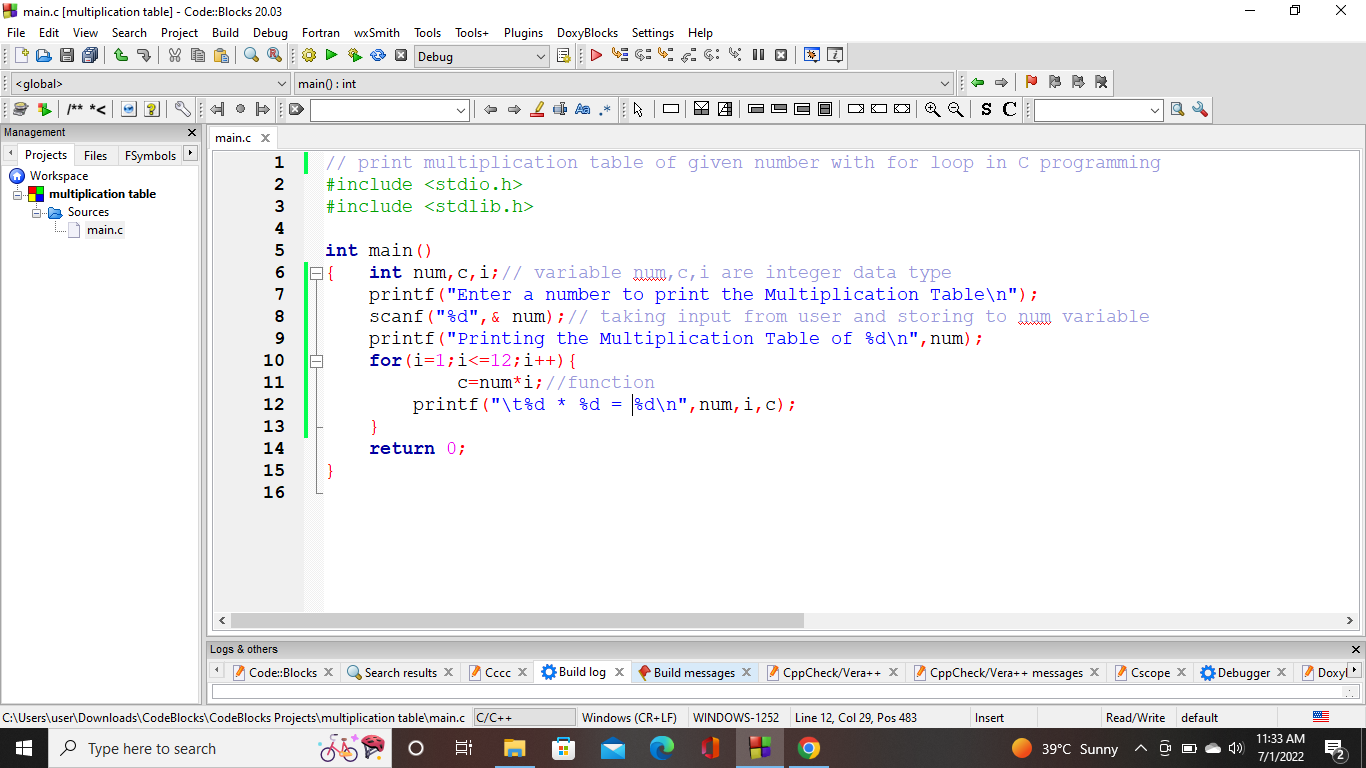 main.c [multiplication table] - Code::Blocks 20.03
File Edit View Search Project Build Debug Fortran wxSmith Tools Tools+ Plugins DoxyBlocks Settings Help
Debug
<global> main() : int
/** *< Aa .* S C
Management
main.c
Projects Files FSymbols
Workspace
multiplication table
Sources
main.c
1 // print multiplication table of given number with for loop in C programming
2 #include <stdio.h>
3 #include <stdlib.h>
4
5 int main()
6 { int num,c,i;// variable num,c,i are integer data type
7 printf("Enter a number to print the Multiplication Table\n");
8 scanf("%d",& num);// taking input from user and storing to num variable
9 printf("Printing the Multiplication Table of %d\n",num);
10 for(i=1;i<=12;i++){
11 c=num*i;//function
12 printf("\t%d * %d = %d\n",num,i,c);
13 }
14 return 0;
15 }
16
Logs & others
Code::Blocks Search results Cccc Build log Build messages CppCheck/Vera++ CppCheck/Vera++ messages Cscope Debugger Doxyl
C:\Users\user\Downloads\CodeBlocks\CodeBlocks Projects\multiplication table\main.c C/C++ Windows (CR+LF) WINDOWS-1252 Line 12, Col 29, Pos 483 Insert Read/Write default
Type here to search
39°C Sunny
11:33 AM
7/1/2022
2